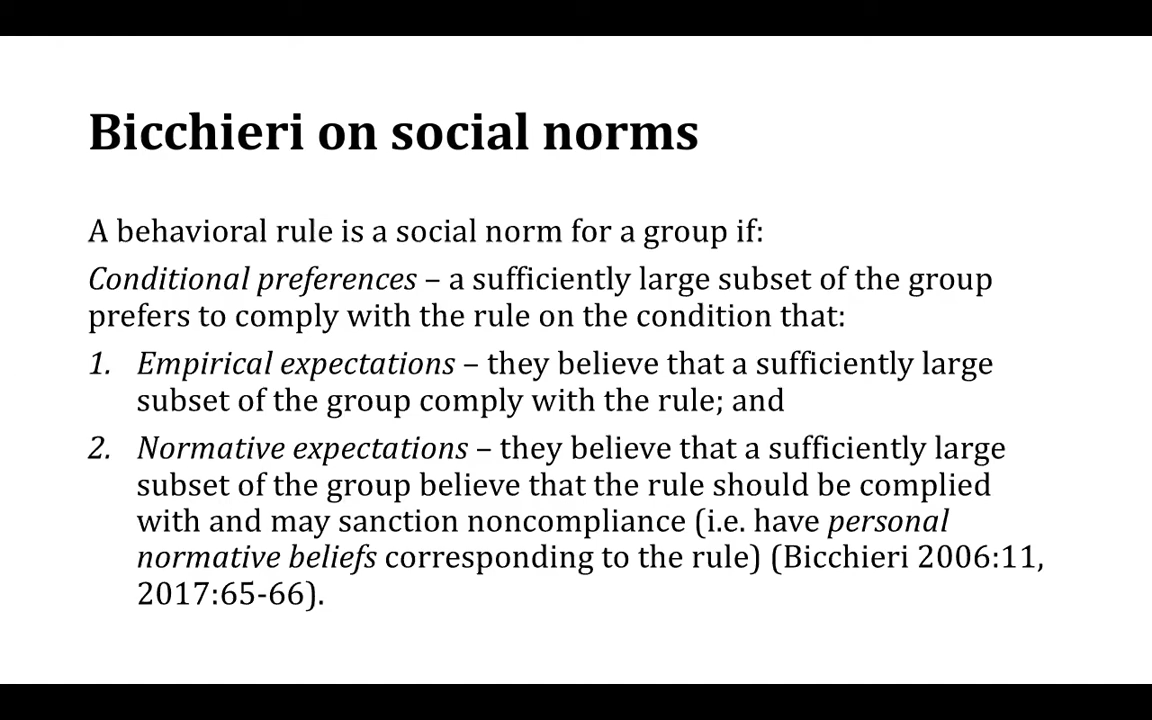 Bicchieri on social norms
A behavioral rule is a social norm for a group if:
Conditional preferences – a sufficiently large subset of the group
prefers to comply with the rule on the condition that:
1. Empirical expectations – they believe that a sufficiently large
subset of the group comply with the rule; and
2. Normative expectations – they believe that a sufficiently large
subset of the group believe that the rule should be complied
with and may sanction noncompliance (i.e. have personal
normative beliefs corresponding to the rule) (Bicchieri 2006:11,
2017:65-66).